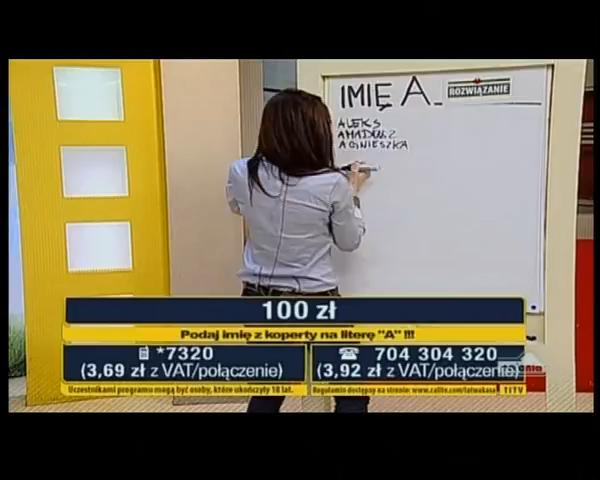 IMIĘ A_
ROZWIĄZANIE
ALEKS
AMADEUSZ
AGNIESZKA
100 zł
Podaj imię z koperty na literę "A" !!!
*7320
(3,69 zł z VAT/połączenie)
704 304 320
(3,92 zł z VAT/połączenie)
Uczestnikami programu mogą być osoby, które ukończyły 18 lat.
Regulamin dostępny na stronie: www.callin.com/latwakasa